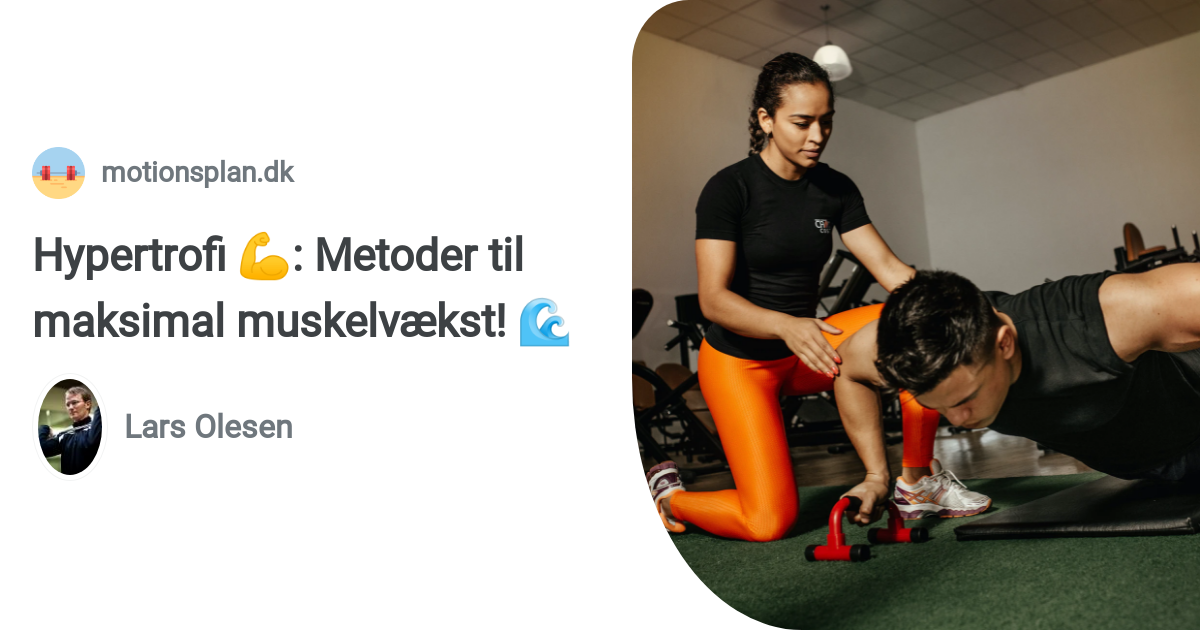 motionsplan.dk
Hypertrofi 💪: Metoder til
maksimal muskelvækst! 🌊
Lars Olesen